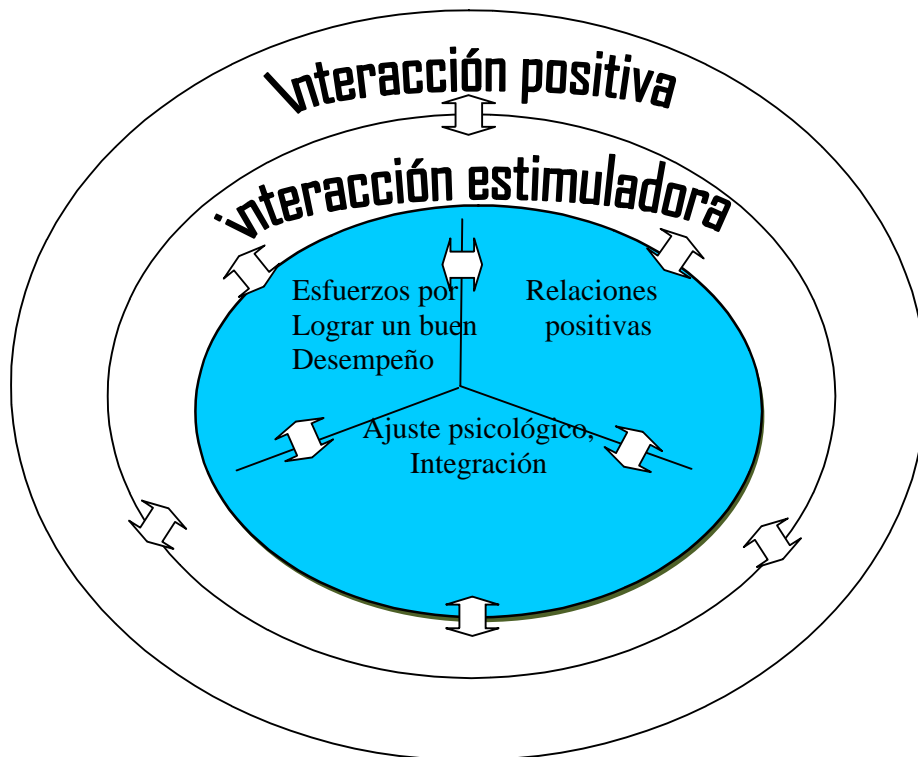 Interacción positiva
interacción estimuladora
Esfuerzos por
Lograr un buen
Desempeño
Relaciones
positivas
Ajuste psicológico,
Integración